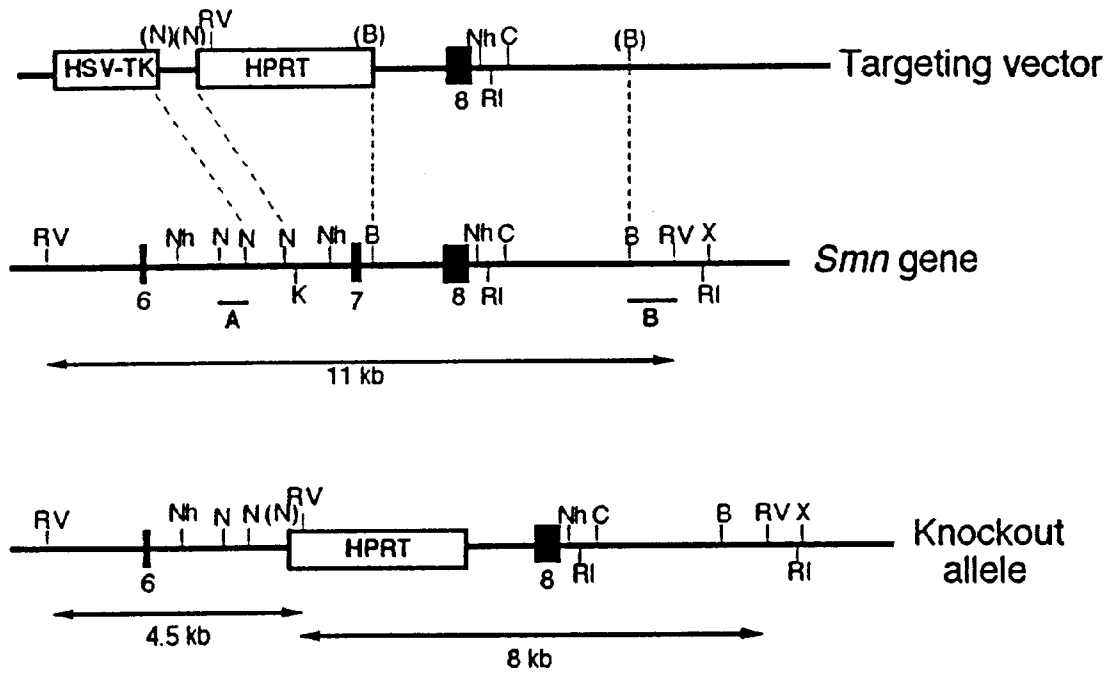 RV
(N)(N) (B) Nh C (B)
HSV-TK HPRT Targeting vector
8 RI
RV Nh N N N Nh B Nh C B RV X
Smn gene
6 K 7 8 RI RI
A B
11 kb
RV
RV Nh N N (N) Nh C B RV X
HPRT Knockout
allele
6 8 RI RI
4.5 kb
8 kb